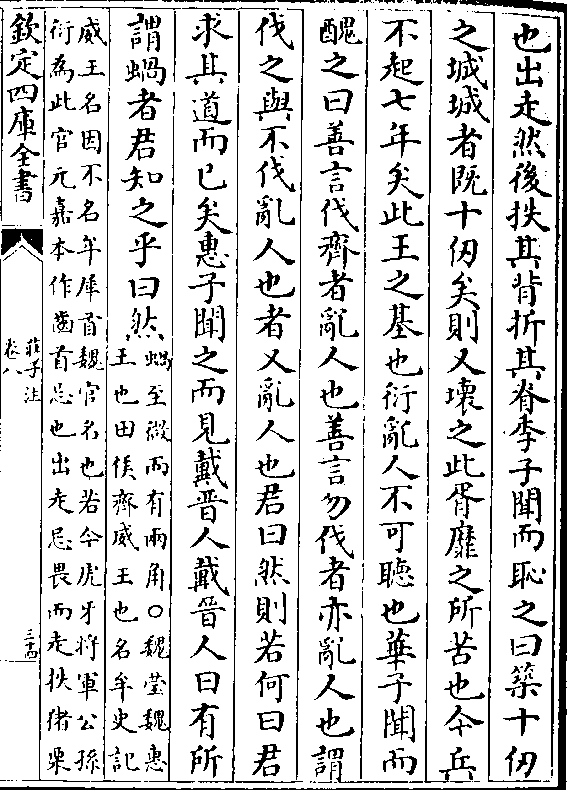 也出走然後抶其背折其脊季子聞而恥之曰築十仞
之城城者既十仞矣則又壞之此胥靡之所苦也今兵
不起七年矣此王之基也衍亂人不可聽也華子聞而
醜之曰善言伐齊者亂人也善言勿伐者亦亂人也謂
伐之與不伐亂人也者又亂人也君曰然則若何曰君
求其道而已矣惠子聞之而見戴晉人戴晉人曰有所
謂蝸者君知之乎曰然
蝸至微而有兩角○魏瑩魏惠
王也田侯齊威王也名牟史記
威王名因不名牟犀首魏官名也若今虎牙將軍公孫
衍為此官元嘉本作齒首忌也出走忌畏而走抶猪栗
欽定四庫全書
莊子注
卷八